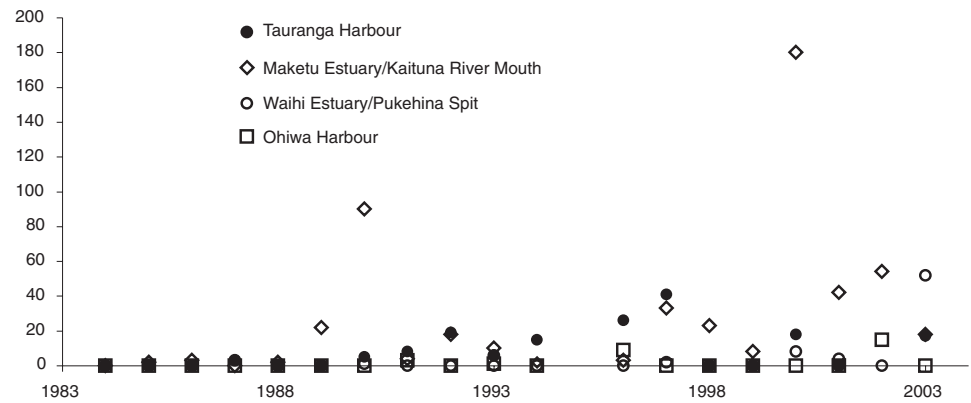 200
180
160
140
120
100
80
60
40
20
0
Tauranga Harbour
Maketu Estuary/Kaituna River Mouth
Waihi Estuary/Pukehina Spit
Ohiwa Harbour
1983 1988 1993 1998 2003